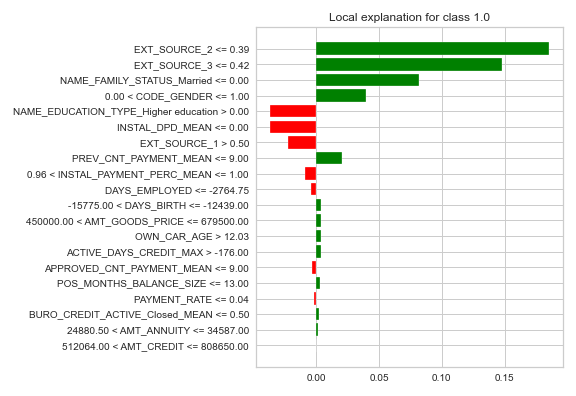 Local explanation for class 1.0
EXT_SOURCE_2 <= 0.39
EXT_SOURCE_3 <= 0.42
NAME_FAMILY_STATUS_Married <= 0.00
0.00 < CODE_GENDER <= 1.00
NAME_EDUCATION_TYPE_Higher education > 0.00
INSTAL_DPD_MEAN <= 0.00
EXT_SOURCE_1 > 0.50
PREV_CNT_PAYMENT_MEAN <= 9.00
0.96 < INSTAL_PAYMENT_PERC_MEAN <= 1.00
DAYS_EMPLOYED <= -2764.75
-15775.00 < DAYS_BIRTH <= -12439.00
450000.00 < AMT_GOODS_PRICE <= 679500.00
OWN_CAR_AGE > 12.03
ACTIVE_DAYS_CREDIT_MAX > -176.00
APPROVED_CNT_PAYMENT_MEAN <= 9.00
POS_MONTHS_BALANCE_SIZE <= 13.00
PAYMENT_RATE <= 0.04
BURO_CREDIT_ACTIVE_Closed_MEAN <= 0.50
24880.50 < AMT_ANNUITY <= 34587.00
512064.00 < AMT_CREDIT <= 808650.00
0.00 0.05 0.10 0.15